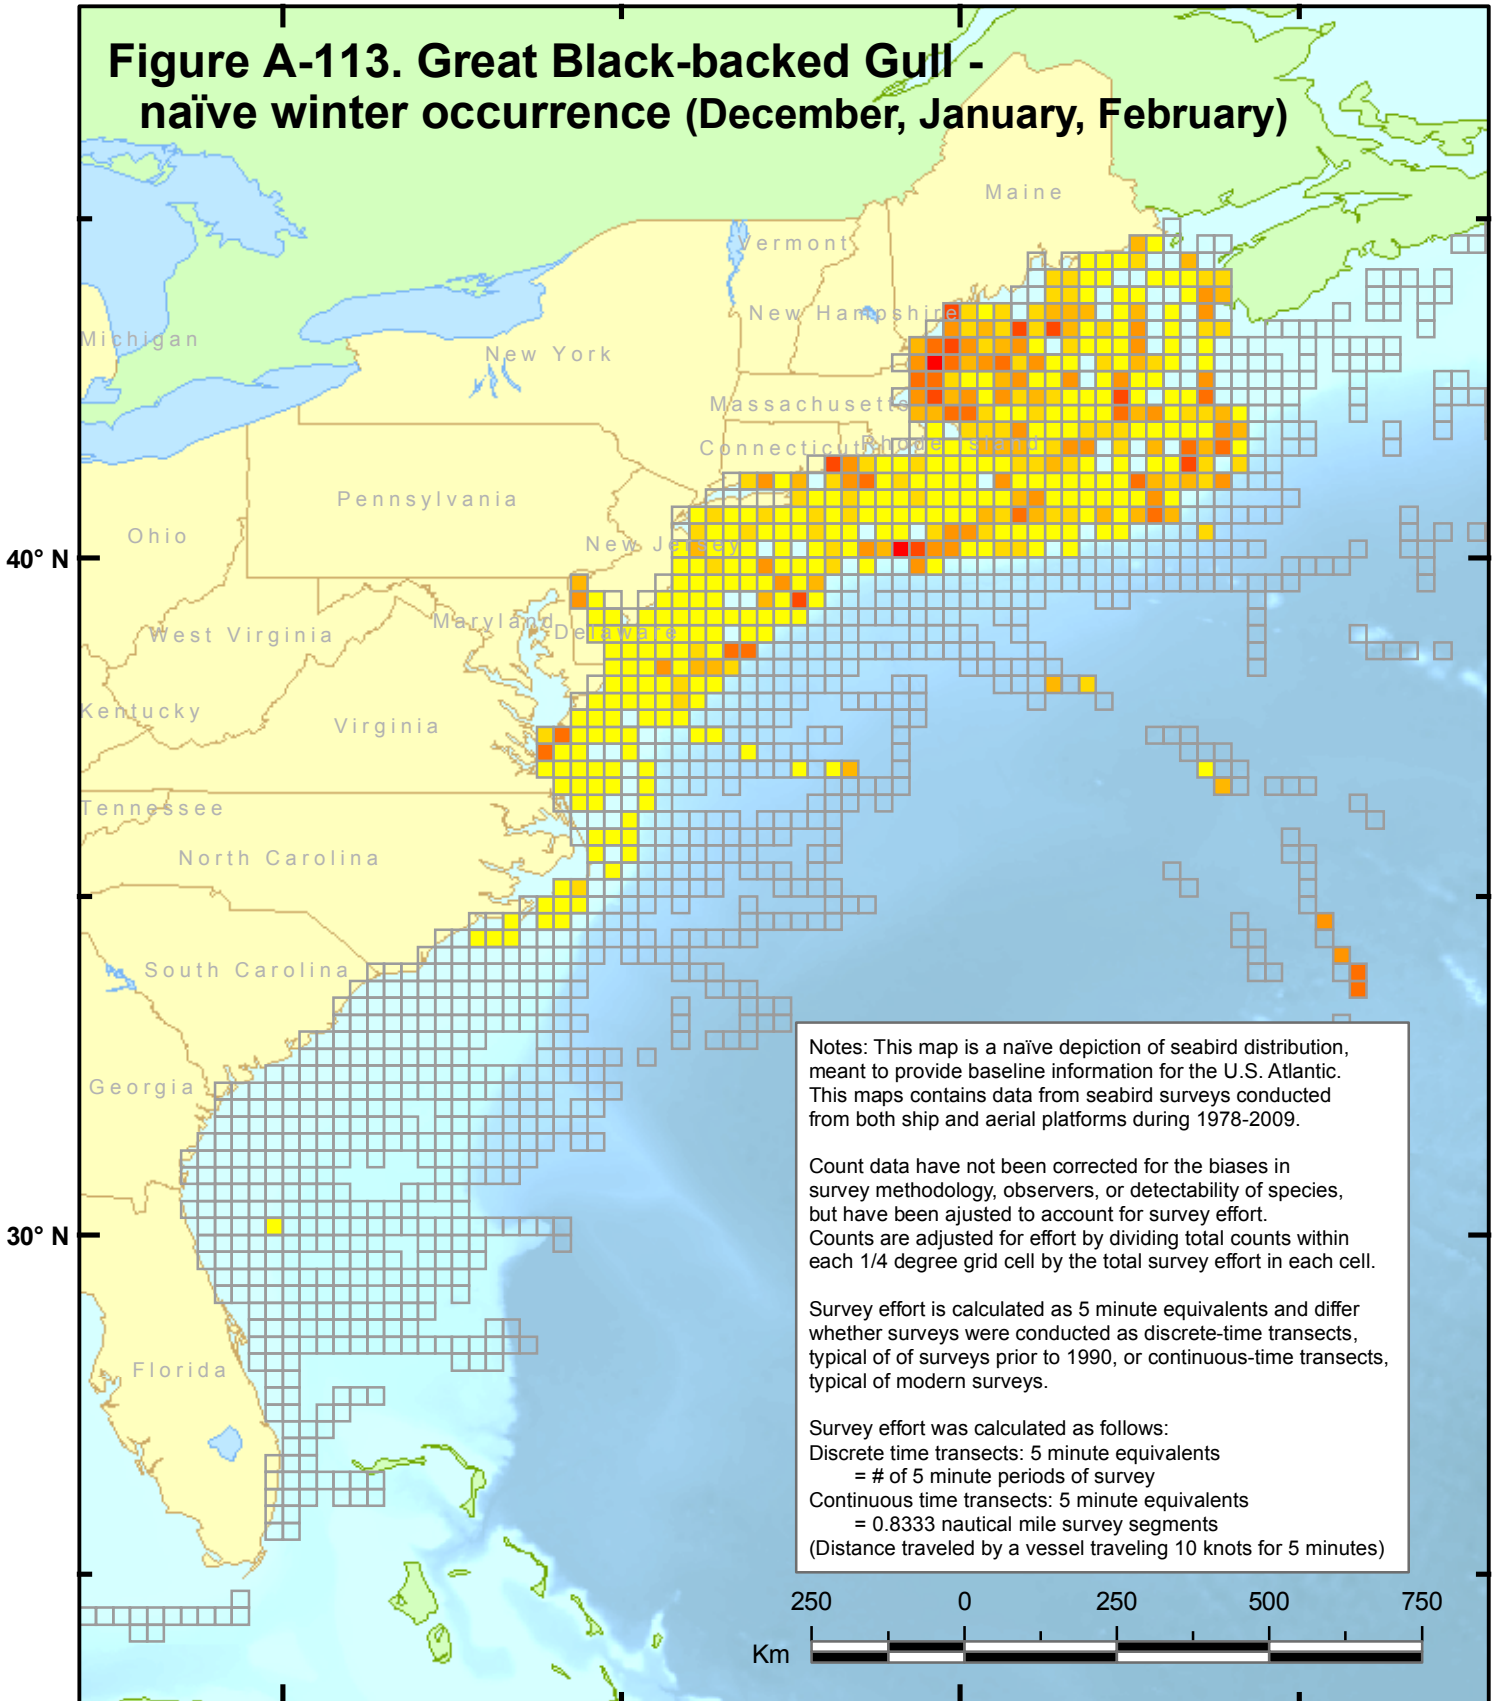 Figure A-113. Great Black-backed Gull -
naïve winter occurrence (December, January, February)
Maine
Vermont
New Hampshire
Michigan
New York
Massachusetts
Connecticut
Rhode Island
Pennsylvania
Ohio
New Jersey
40° N
Maryland
Delaware
West Virginia
Kentucky
Virginia
Tennessee
North Carolina
South Carolina
Georgia
30° N
Florida
Notes: This map is a naïve depiction of seabird distribution,
meant to provide baseline information for the U.S. Atlantic.
This maps contains data from seabird surveys conducted
from both ship and aerial platforms during 1978-2009.
Count data have not been corrected for the biases in
survey methodology, observers, or detectability of species,
but have been ajusted to account for survey effort.
Counts are adjusted for effort by dividing total counts within
each 1/4 degree grid cell by the total survey effort in each cell.
Survey effort is calculated as 5 minute equivalents and differ
whether surveys were conducted as discrete-time transects,
typical of of surveys prior to 1990, or continuous-time transects,
typical of modern surveys.
Survey effort was calculated as follows:
Discrete time transects: 5 minute equivalents
= # of 5 minute periods of survey
Continuous time transects: 5 minute equivalents
= 0.8333 nautical mile survey segments
(Distance traveled by a vessel traveling 10 knots for 5 minutes)
250 0 250 500 750
Km